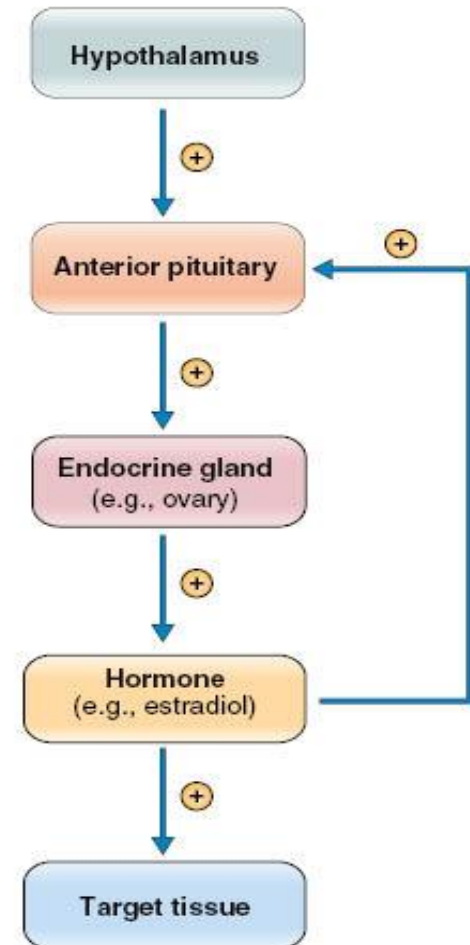 Hypothalamus
+
+
Anterior pituitary
+
Endocrine gland
(e.g., ovary)
+
Hormone
(e.g., estradiol)
+
Target tissue